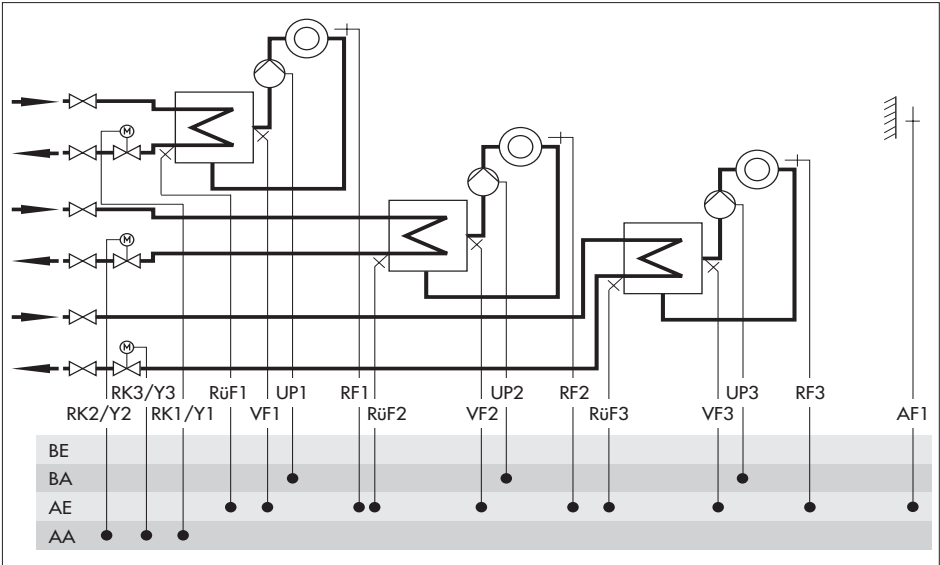 M
M
M
RK3/Y3 RüF1 UP1 RF1 UP2 RF2 UP3 RF3
RK2/Y2 RK1/Y1 VF1 RüF2 VF2 RüF3 VF3 AF1
BE
BA
AE
AA